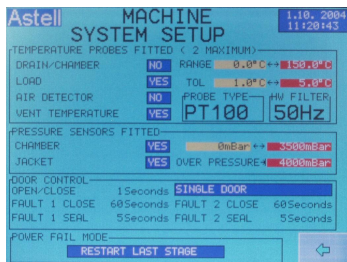 Astell MACHINE SYSTEM SETUP 1.10. 2004 11:20:43
TEMPERATURE PROBES FITTED ( 2 MAXIMUM)
DRAIN/CHAMBER NO RANGE 0.0°C ↔ 150.0°C
LOAD YES TOL 1.0°C ↔ 5.0°C
AIR DETECTOR NO PROBE TYPE HW FILTER
VENT TEMPERATURE YES PT100 50Hz
PRESSURE SENSORS FITTED
CHAMBER YES 0mBar ↔ 3500mBar
JACKET YES OVER PRESSURE 4000mBar
DOOR CONTROL
OPEN/CLOSE 1Seconds SINGLE DOOR
FAULT 1 CLOSE 60Seconds FAULT 2 CLOSE 60Seconds
FAULT 1 SEAL 5Seconds FAULT 2 SEAL 5Seconds
POWER FAIL MODE
RESTART LAST STAGE